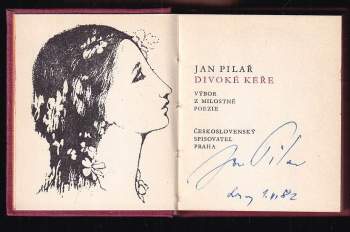 JAN PILAŘ
DIVOKÉ KEŘE
VÝBOR
Z MILOSTNÉ
POEZIE
ČESKOSLOVENSKÝ
SPISOVATEL
PRAHA
Jan Pilař